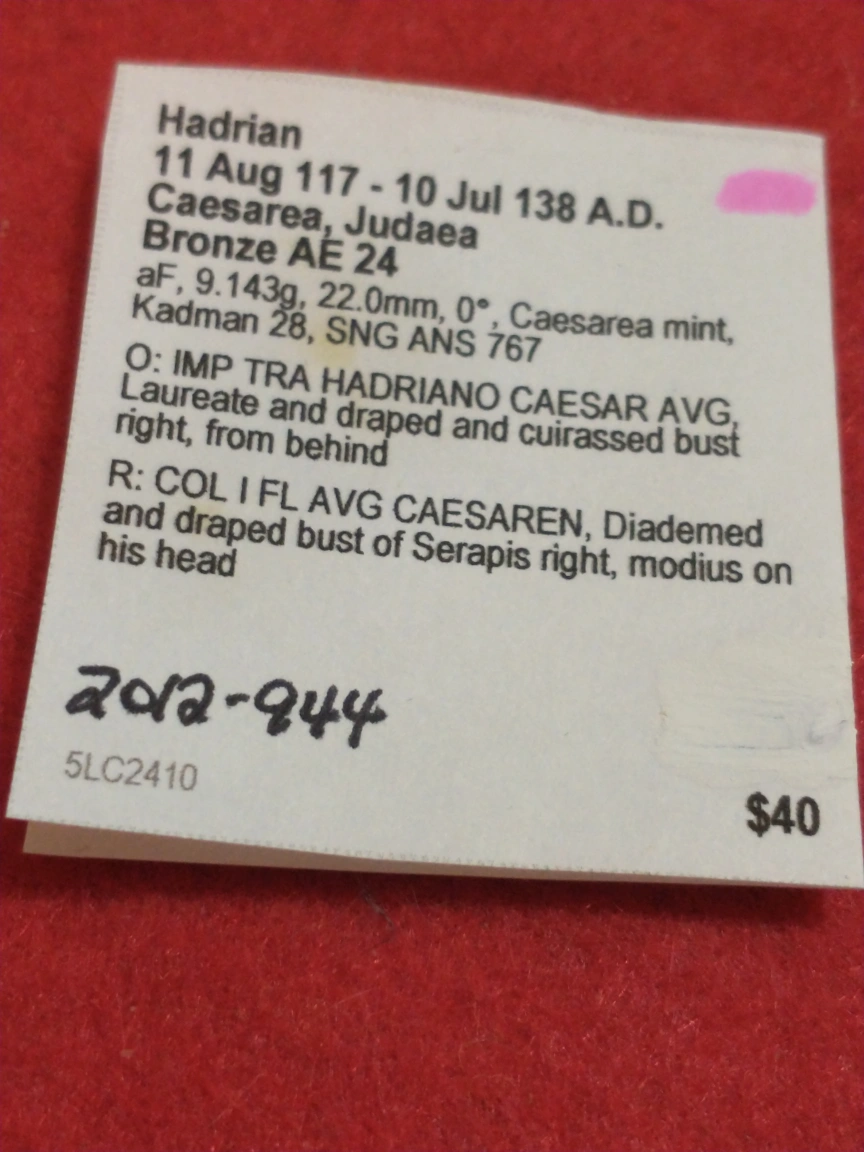 Hadrian
11 Aug 117 - 10 Jul 138 A.D.
Caesarea, Judaea
Bronze AE 24
aF, 9.143g, 22.0mm, 0°, Caesarea mint,
Kadman 28, SNG ANS 767
O: IMP TRA HADRIANO CAESAR AVG,
Laureate and draped and cuirassed bust
right, from behind
R: COL I FL AVG CAESAREN, Diademed
and draped bust of Serapis right, modius on
his head
2012-944
5LC2410
$40